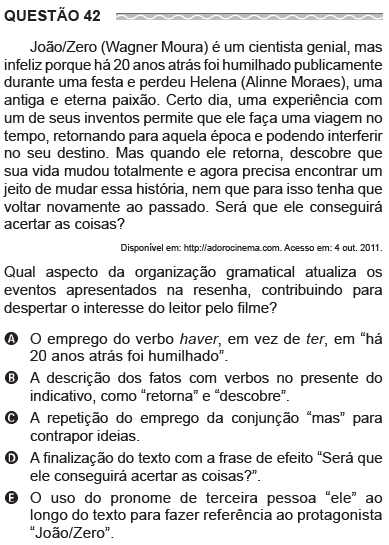 QUESTÃO 42
João/Zero (Wagner Moura) é um cientista genial, mas
infeliz porque há 20 anos atrás foi humilhado publicamente
durante uma festa e perdeu Helena (Alinne Moraes), uma
antiga e eterna paixão. Certo dia, uma experiência com
um de seus inventos permite que ele faça uma viagem no
tempo, retornando para aquela época e podendo interferir
no seu destino. Mas quando ele retorna, descobre que
sua vida mudou totalmente e agora precisa encontrar um
jeito de mudar essa história, nem que para isso tenha que
voltar novamente ao passado. Será que ele conseguirá
acertar as coisas?
Disponível em: http://adorocinema.com. Acesso em: 4 out. 2011.
Qual aspecto da organização gramatical atualiza os
eventos apresentados na resenha, contribuindo para
despertar o interesse do leitor pelo filme?
A O emprego do verbo haver, em vez de ter, em “há
20 anos atrás foi humilhado”.
B A descrição dos fatos com verbos no presente do
indicativo, como “retorna” e “descobre”.
C A repetição do emprego da conjunção “mas” para
contrapor ideias.
D A finalização do texto com a frase de efeito “Será que
ele conseguirá acertar as coisas?”.
E O uso do pronome de terceira pessoa “ele” ao
longo do texto para fazer referência ao protagonista
“João/Zero”.